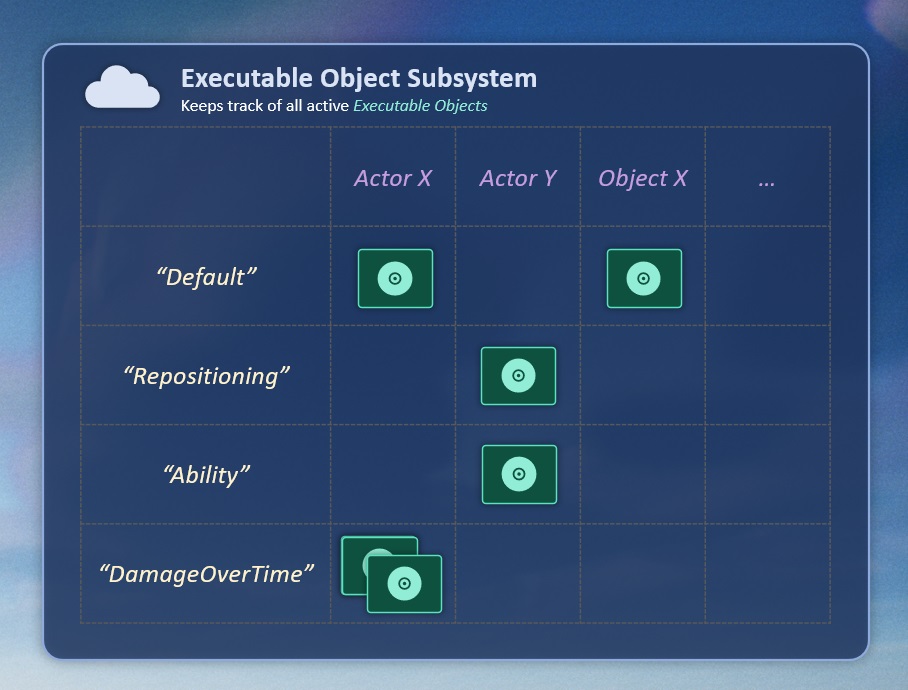 Executable Object Subsystem
Keeps track of all active Executable Objects
Actor X Actor Y Object X ...
“Default”
“Repositioning”
“Ability”
“DamageOverTime”